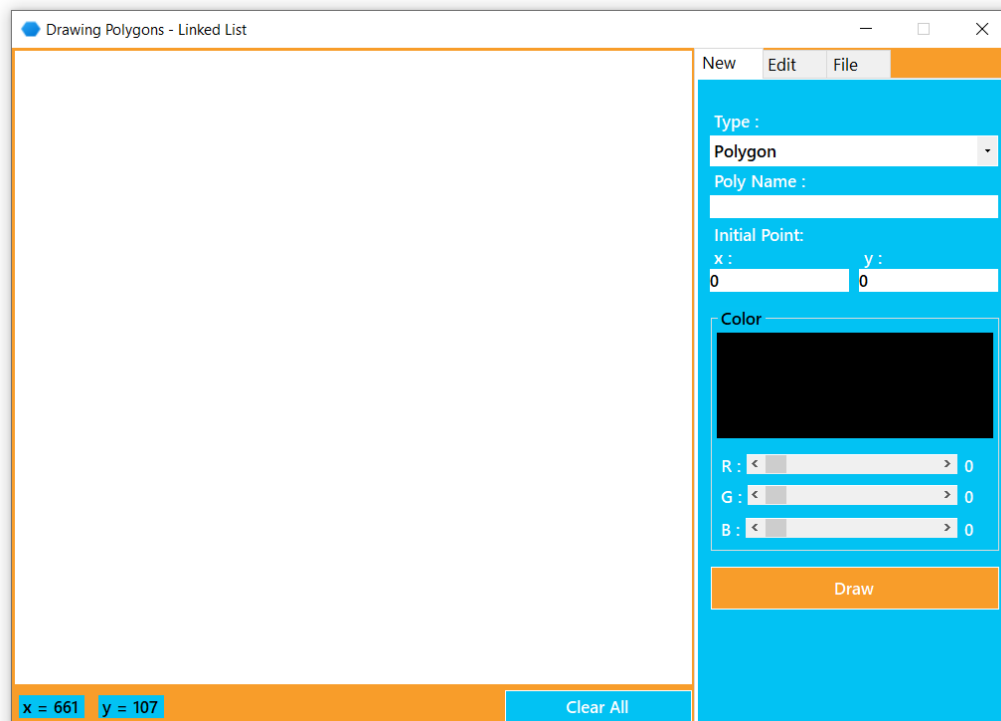 Drawing Polygons - Linked List
New Edit File
Type :
Polygon
Poly Name :
Initial Point:
x : y :
0 0
Color
R : 0
G : 0
B : 0
Draw
x = 661 y = 107 Clear All